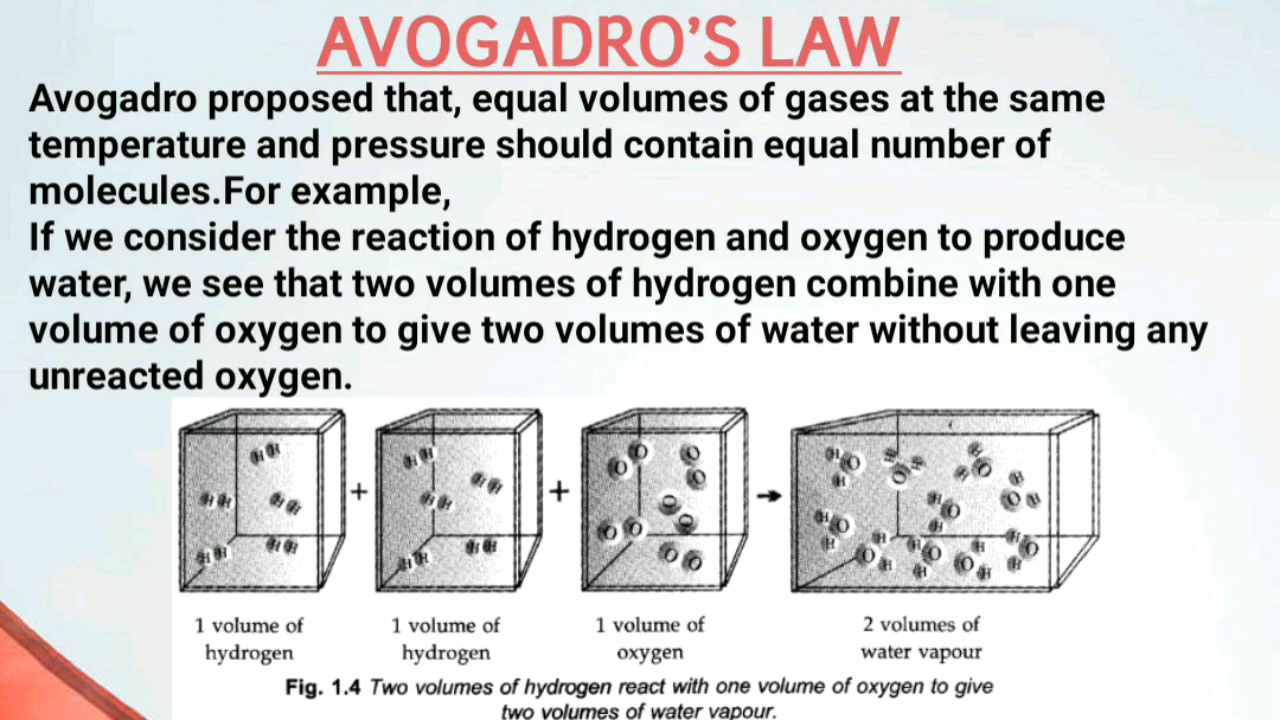 AVOGADRO’S LAW
Avogadro proposed that, equal volumes of gases at the same
temperature and pressure should contain equal number of
molecules.For example,
If we consider the reaction of hydrogen and oxygen to produce
water, we see that two volumes of hydrogen combine with one
volume of oxygen to give two volumes of water without leaving any
unreacted oxygen.
+ + →
1 volume of hydrogen
1 volume of hydrogen
1 volume of oxygen
2 volumes of water vapour
Fig. 1.4 Two volumes of hydrogen react with one volume of oxygen to give
two volumes of water vapour.